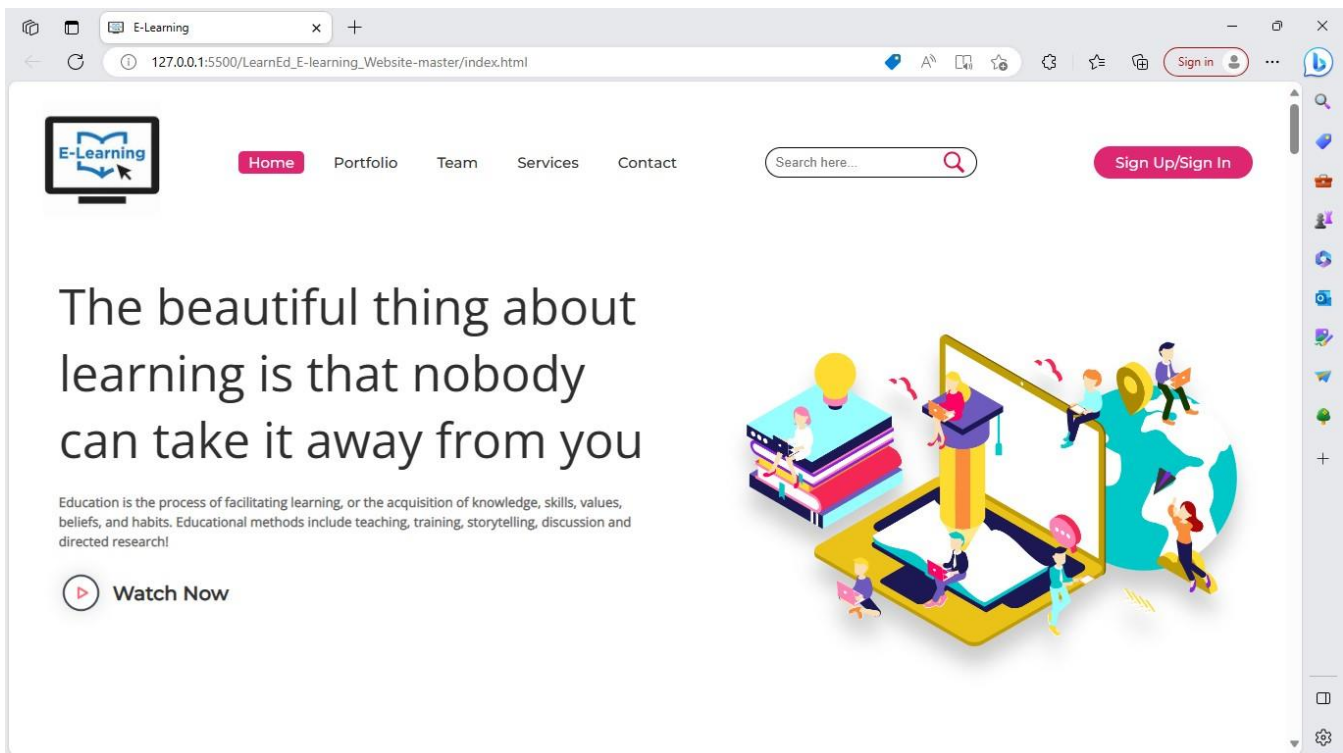 E-Learning
127.0.0.1:5500/LearnEd_E-learning_Website-master/index.html
Sign in
E-Learning
Home
Portfolio
Team
Services
Contact
Search here...
Sign Up/Sign In
The beautiful thing about
learning is that nobody
can take it away from you
Education is the process of facilitating learning, or the acquisition of knowledge, skills, values,
beliefs, and habits. Educational methods include teaching, training, storytelling, discussion and
directed research!
Watch Now